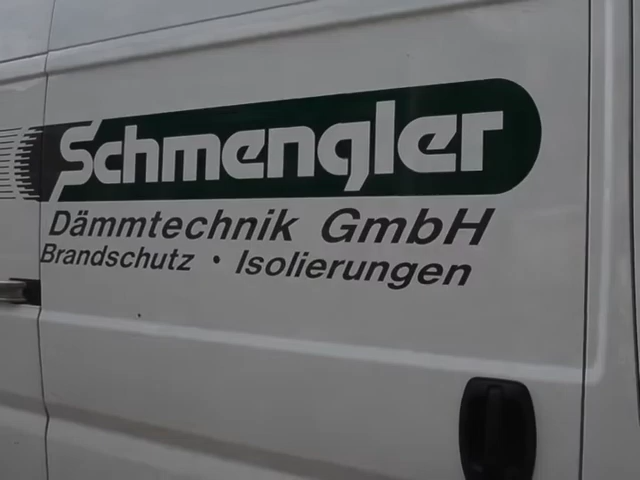 Schmengler
Dämmtechnik GmbH
Brandschutz • Isolierungen